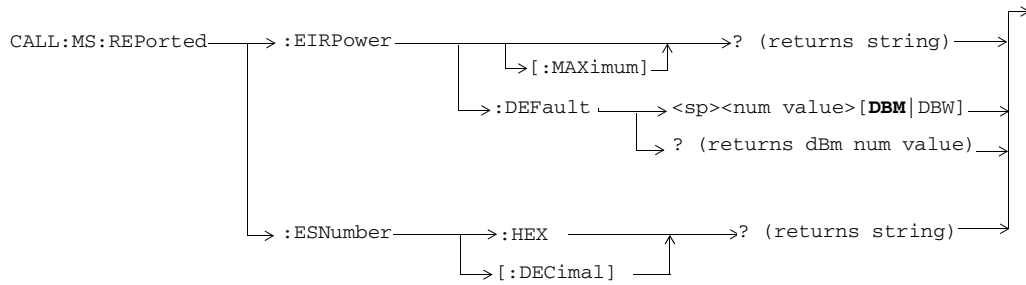 CALL:MS:REPorted :EIRPower ? (returns string)
[:MAXimum]
:DEFault <sp><num value>[DBM|DBW]
? (returns dBm num value)
:ESNumber :HEX ? (returns string)
[:DECimal]